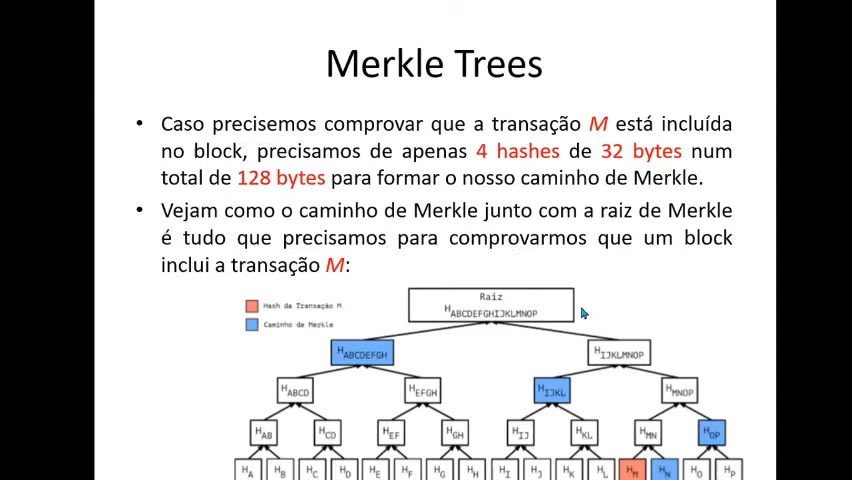 Merkle Trees
• Caso precisemos comprovar que a transação M está incluída
no block, precisamos de apenas 4 hashes de 32 bytes num
total de 128 bytes para formar o nosso caminho de Merkle.
• Vejam como o caminho de Merkle junto com a raiz de Merkle
é tudo que precisamos para comprovarmos que um block
inclui a transação M:
Raiz
HABCDEFGHIJKLMNOP
Hash da Transação M
Caminho de Merkle
HABCDEFGH HIJKLMNOP
HABCD HEFGH HIJKL HMNOP
HAB HCD HEF HGH HIJ HKL HMN HOP
HA HB HC HD HE HF HG HH HI HJ HK HL HM HN HO HP